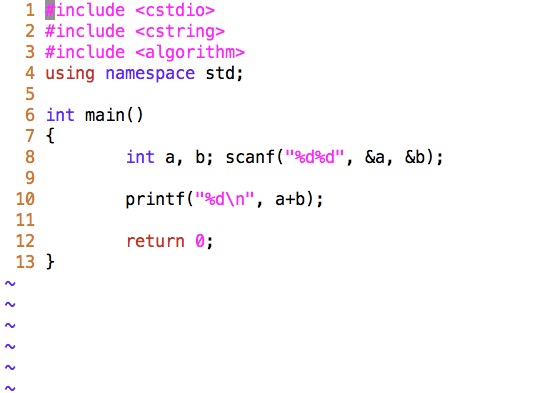 1 #include <cstdio>
2 #include <cstring>
3 #include <algorithm>
4 using namespace std;
5
6 int main()
7 {
8         int a, b; scanf("%d%d", &a, &b);
9
10         printf("%d\n", a+b);
11
12         return 0;
13 }
~
~
~
~
~
~